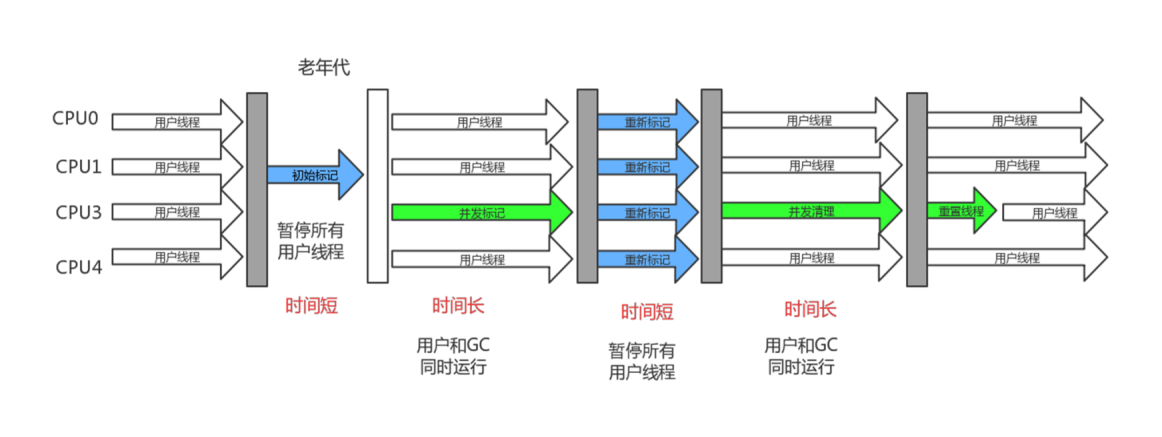 老年代
CPU0
用户线程
用户线程
重新标记
用户线程
用户线程
CPU1
用户线程
初始标记
用户线程
重新标记
用户线程
用户线程
CPU3
用户线程
并发标记
重新标记
并发清理
重置线程
用户线程
CPU4
用户线程
用户线程
重新标记
用户线程
用户线程
暂停所有
用户线程
时间短
时间长
用户和GC
同时运行
时间短
暂停所有
用户线程
时间长
用户和GC
同时运行